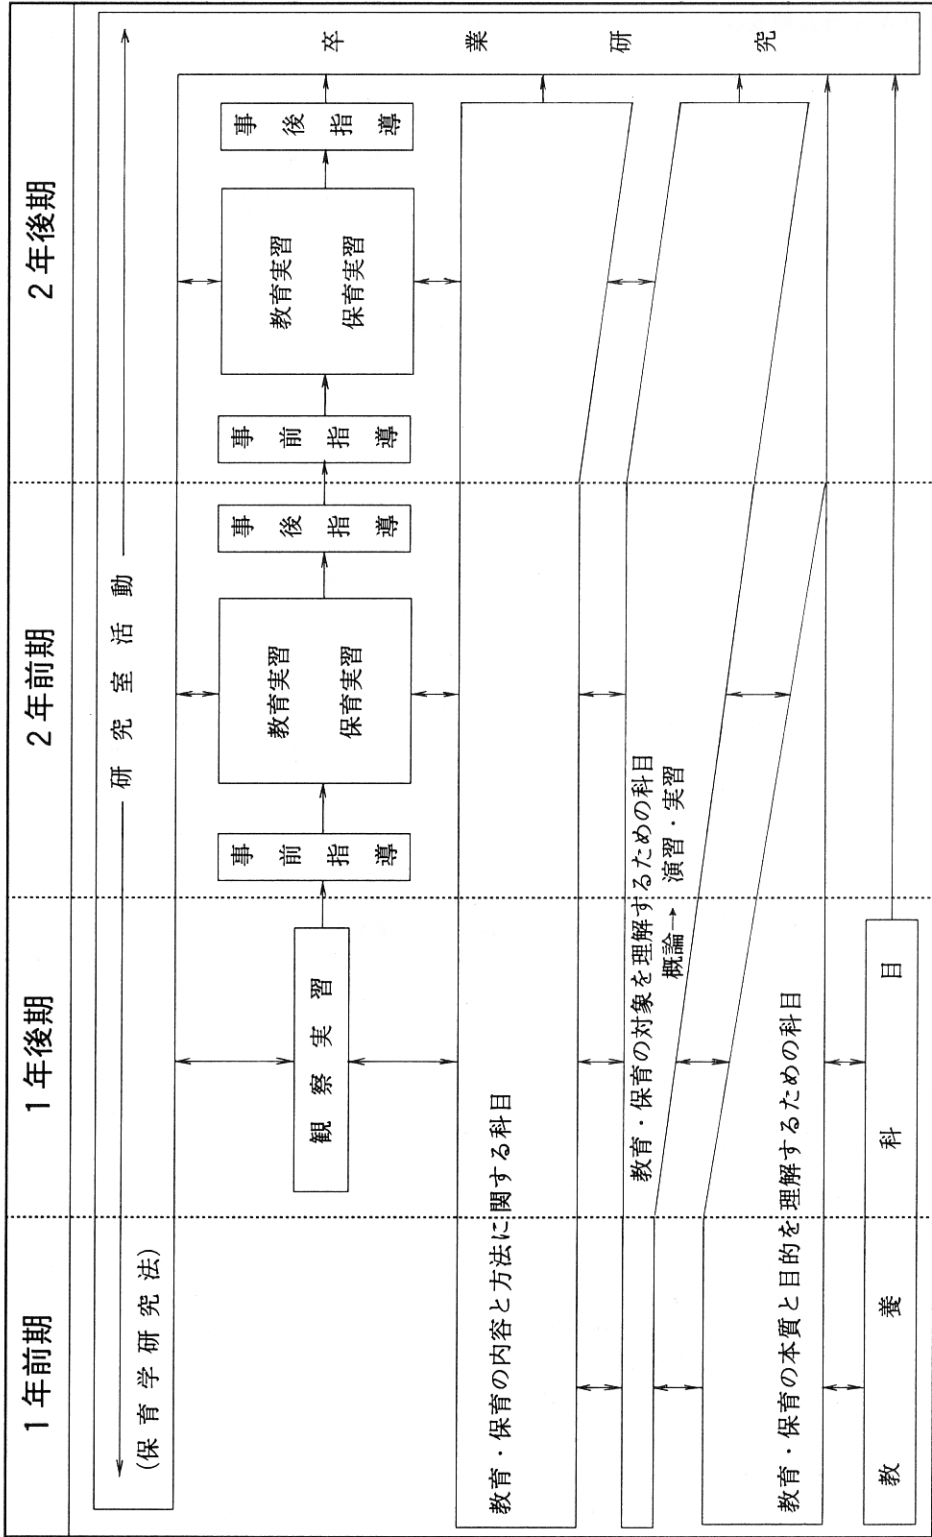 1年前期
1年後期
2年前期
2年後期
研究室活動
(保育学研究法)
卒業研究
観察実習
事前指導
教育実習
保育実習
事後指導
事前指導
教育実習
保育実習
事後指導
教育・保育の内容と方法に関する科目
教育・保育の対象を理解するための科目
概論→演習・実習
教育・保育の本質と目的を理解するための科目
教養科目